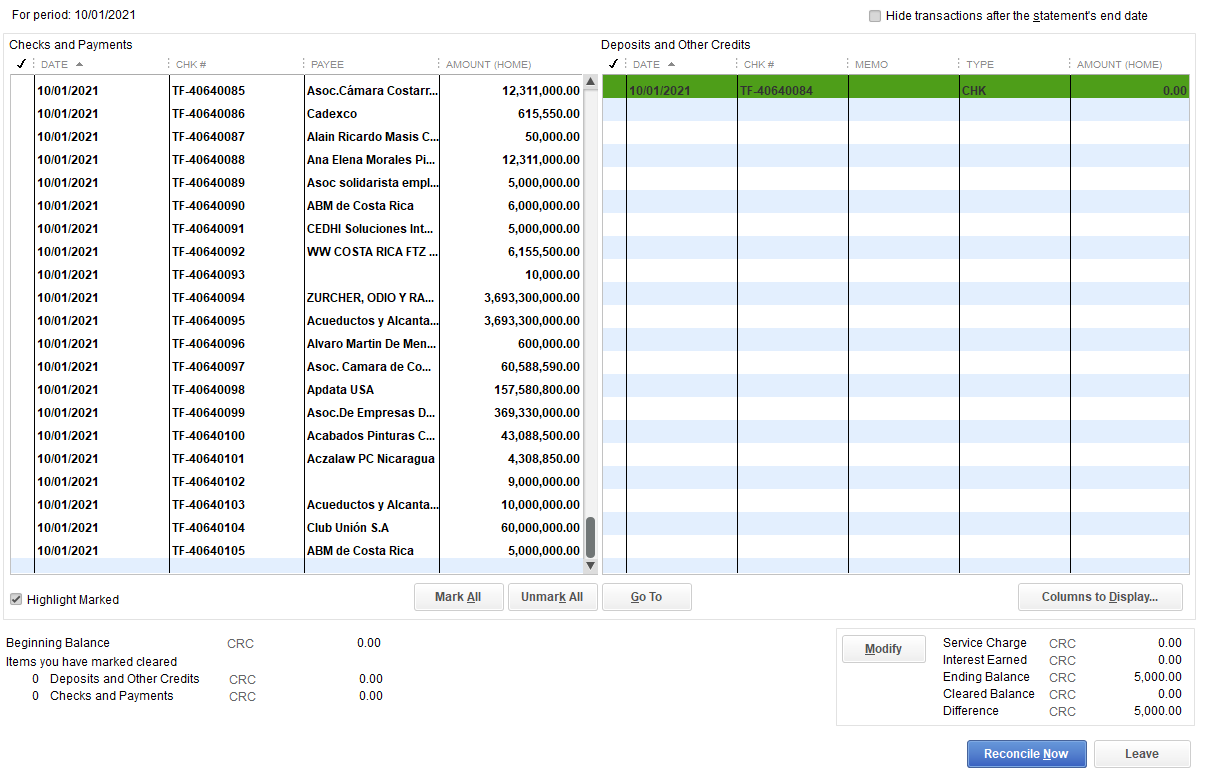 For period: 10/01/2021
Hide transactions after the statement's end date
Checks and Payments
✓ DATE CHK # PAYEE AMOUNT (HOME)
10/01/2021 TF-40640085 Asoc.Cámara Costarr... 12,311,000.00
10/01/2021 TF-40640086 Cadexco 615,550.00
10/01/2021 TF-40640087 Alain Ricardo Masis C... 50,000.00
10/01/2021 TF-40640088 Ana Elena Morales Pi... 12,311,000.00
10/01/2021 TF-40640089 Asoc solidarista empl... 5,000,000.00
10/01/2021 TF-40640090 ABM de Costa Rica 6,000,000.00
10/01/2021 TF-40640091 CEDHI Soluciones Int... 5,000,000.00
10/01/2021 TF-40640092 WW COSTA RICA FTZ ... 6,155,500.00
10/01/2021 TF-40640093 10,000.00
10/01/2021 TF-40640094 ZURCHER, ODIO Y RA... 3,693,300,000.00
10/01/2021 TF-40640095 Acueductos y Alcanta... 3,693,300,000.00
10/01/2021 TF-40640096 Alvaro Martin De Men... 600,000.00
10/01/2021 TF-40640097 Asoc. Camara de Co... 60,588,590.00
10/01/2021 TF-40640098 Apdata USA 157,580,800.00
10/01/2021 TF-40640099 Asoc.De Empresas D... 369,330,000.00
10/01/2021 TF-40640100 Acabados Pinturas C... 43,088,500.00
10/01/2021 TF-40640101 Aczalaw PC Nicaragua 4,308,850.00
10/01/2021 TF-40640102 9,000,000.00
10/01/2021 TF-40640103 Acueductos y Alcanta... 10,000,000.00
10/01/2021 TF-40640104 Club Unión S.A 60,000,000.00
10/01/2021 TF-40640105 ABM de Costa Rica 5,000,000.00
Deposits and Other Credits
✓ DATE CHK # MEMO TYPE AMOUNT (HOME)
10/01/2021 TF-40640084 CHK 0.00
Highlight Marked
Mark All
Unmark All
Go To
Columns to Display...
Beginning Balance CRC 0.00
Items you have marked cleared
0 Deposits and Other Credits CRC 0.00
0 Checks and Payments CRC 0.00
Modify
Service Charge CRC 0.00
Interest Earned CRC 0.00
Ending Balance CRC 5,000.00
Cleared Balance CRC 0.00
Difference CRC 5,000.00
Reconcile Now
Leave